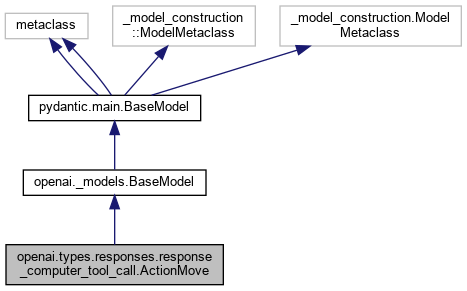 metaclass
_model_construction
::ModelMetaclass
_model_construction.Model
Metaclass
pydantic.main.BaseModel
openai._models.BaseModel
openai.types.responses.response
_computer_tool_call.ActionMove